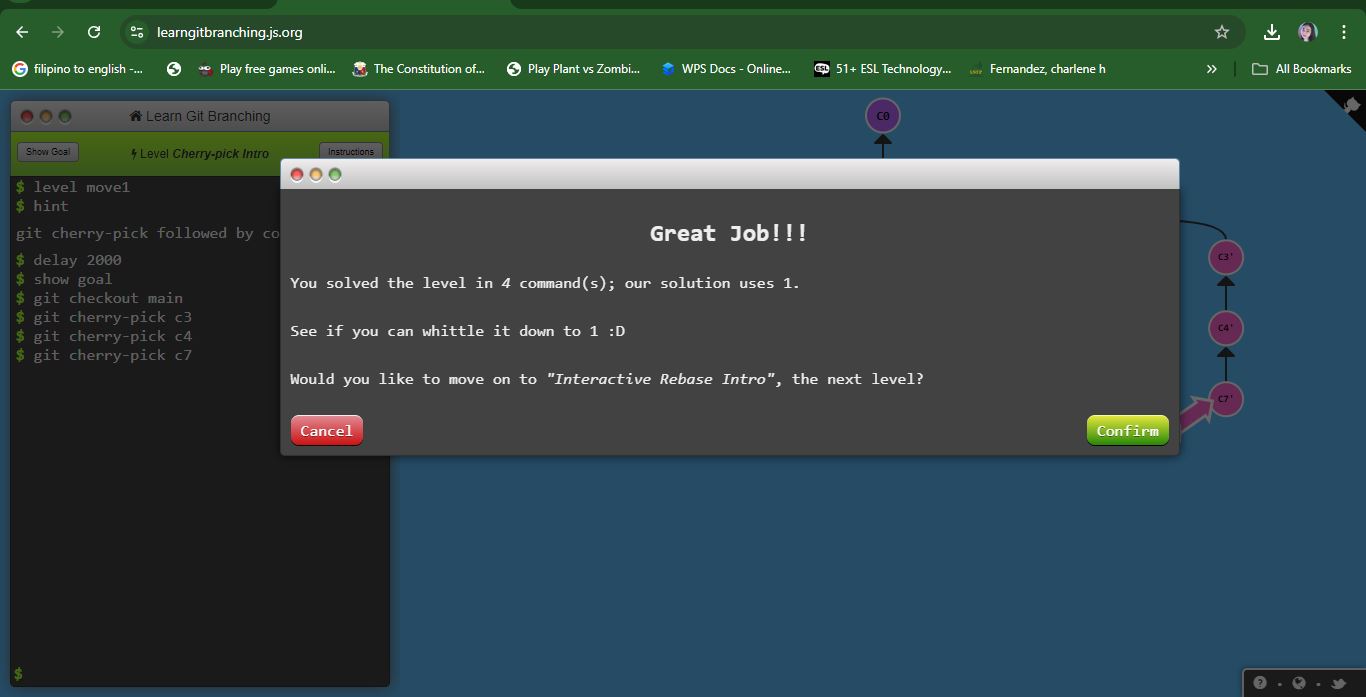 learngitbranching.js.org
filipino to english -...
Play free games onli...
The Constitution of...
Play Plant vs Zombi...
WPS Docs - Online...
ESL
51+ ESL Technology...
Fernandez, charlene h
»
All Bookmarks
Learn Git Branching
Show Goal
Level Cherry-pick Intro
Instructions
$ level move1
$ hint
git cherry-pick followed by co
$ delay 2000
$ show goal
$ git checkout main
$ git cherry-pick c3
$ git cherry-pick c4
$ git cherry-pick c7
$
C0
Great Job!!!
You solved the level in 4 command(s); our solution uses 1.
See if you can whittle it down to 1 :D
Would you like to move on to "Interactive Rebase Intro", the next level?
Cancel
Confirm
C3'
C4'
C7'